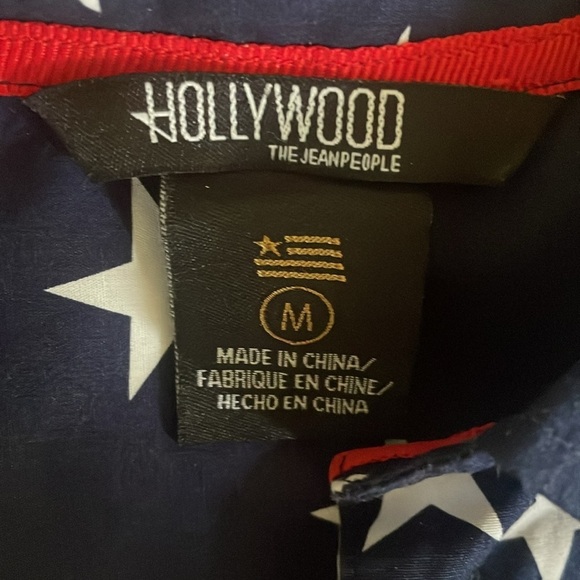 HOLLYWOOD
THE JEANPEOPLE
M
MADE IN CHINA/
FABRIQUE EN CHINE/
HECHO EN CHINA